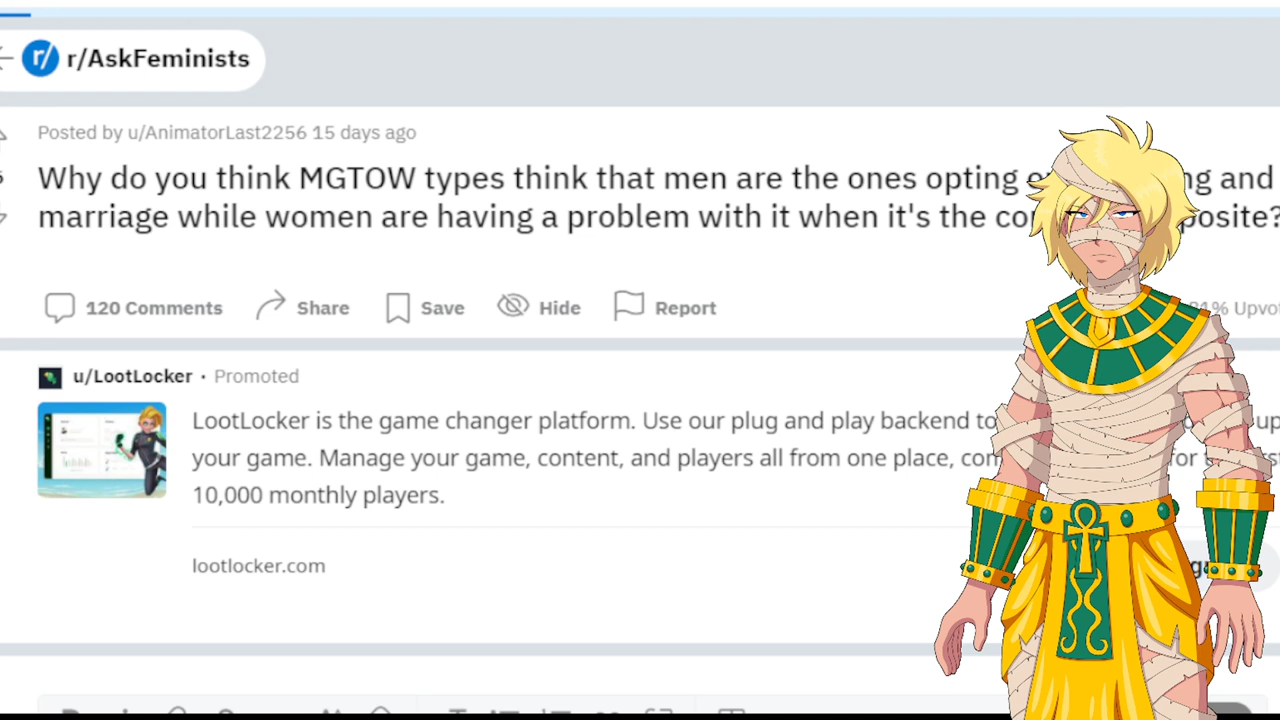 r/ r/AskFeminists
Posted by u/AnimatorLast2256 15 days ago
Why do you think MGTOW types think that men are the ones opting and
marriage while women are having a problem with it when it's the
120 Comments Share Save Hide Report
u/LootLocker · Promoted
LootLocker is the game changer platform. Use our plug and play backend to
your game. Manage your game, content, and players all from one place,
10,000 monthly players.
lootlocker.com